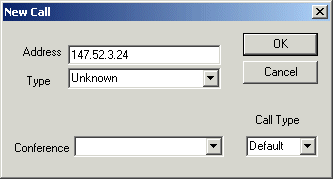 New Call
Address 147.52.3.24 OK
Type Unknown Cancel
Call Type
Conference Default